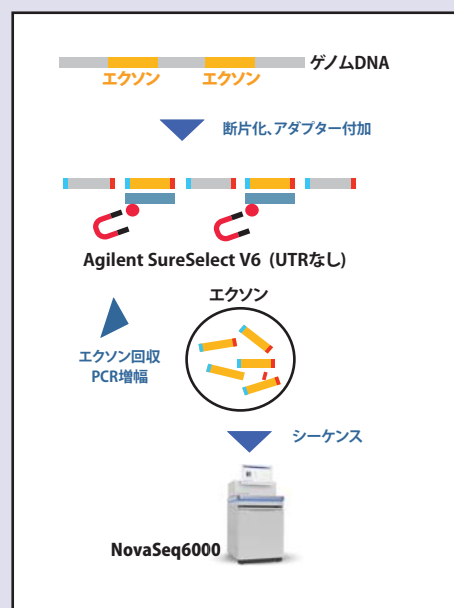 ゲノムDNA
エクソン エクソン
断片化、アダプター付加
Agilent SureSelect V6 (UTRなし)
エクソン
エクソン回収
PCR増幅
シーケンス
NovaSeq6000